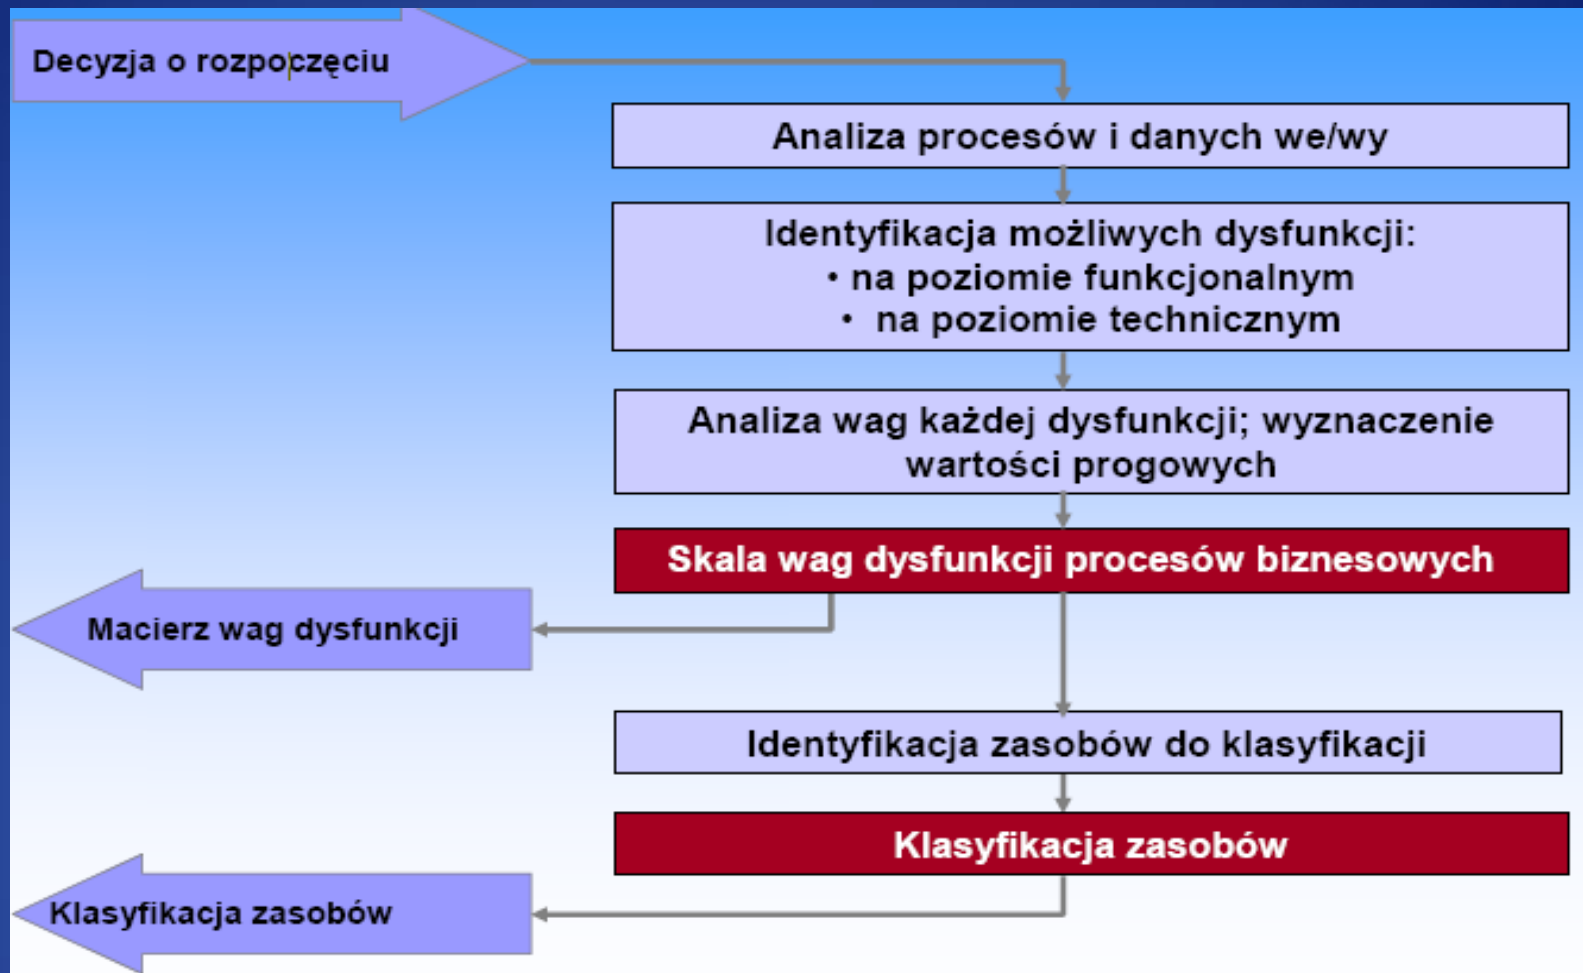 Decyzja o rozpoczęciu
Analiza procesów i danych we/wy
Identyfikacja możliwych dysfunkcji:
• na poziomie funkcjonalnym
• na poziomie technicznym
Analiza wag każdej dysfunkcji; wyznaczenie
wartości progowych
Skala wag dysfunkcji procesów biznesowych
Macierz wag dysfunkcji
Identyfikacja zasobów do klasyfikacji
Klasyfikacja zasobów
Klasyfikacja zasobów